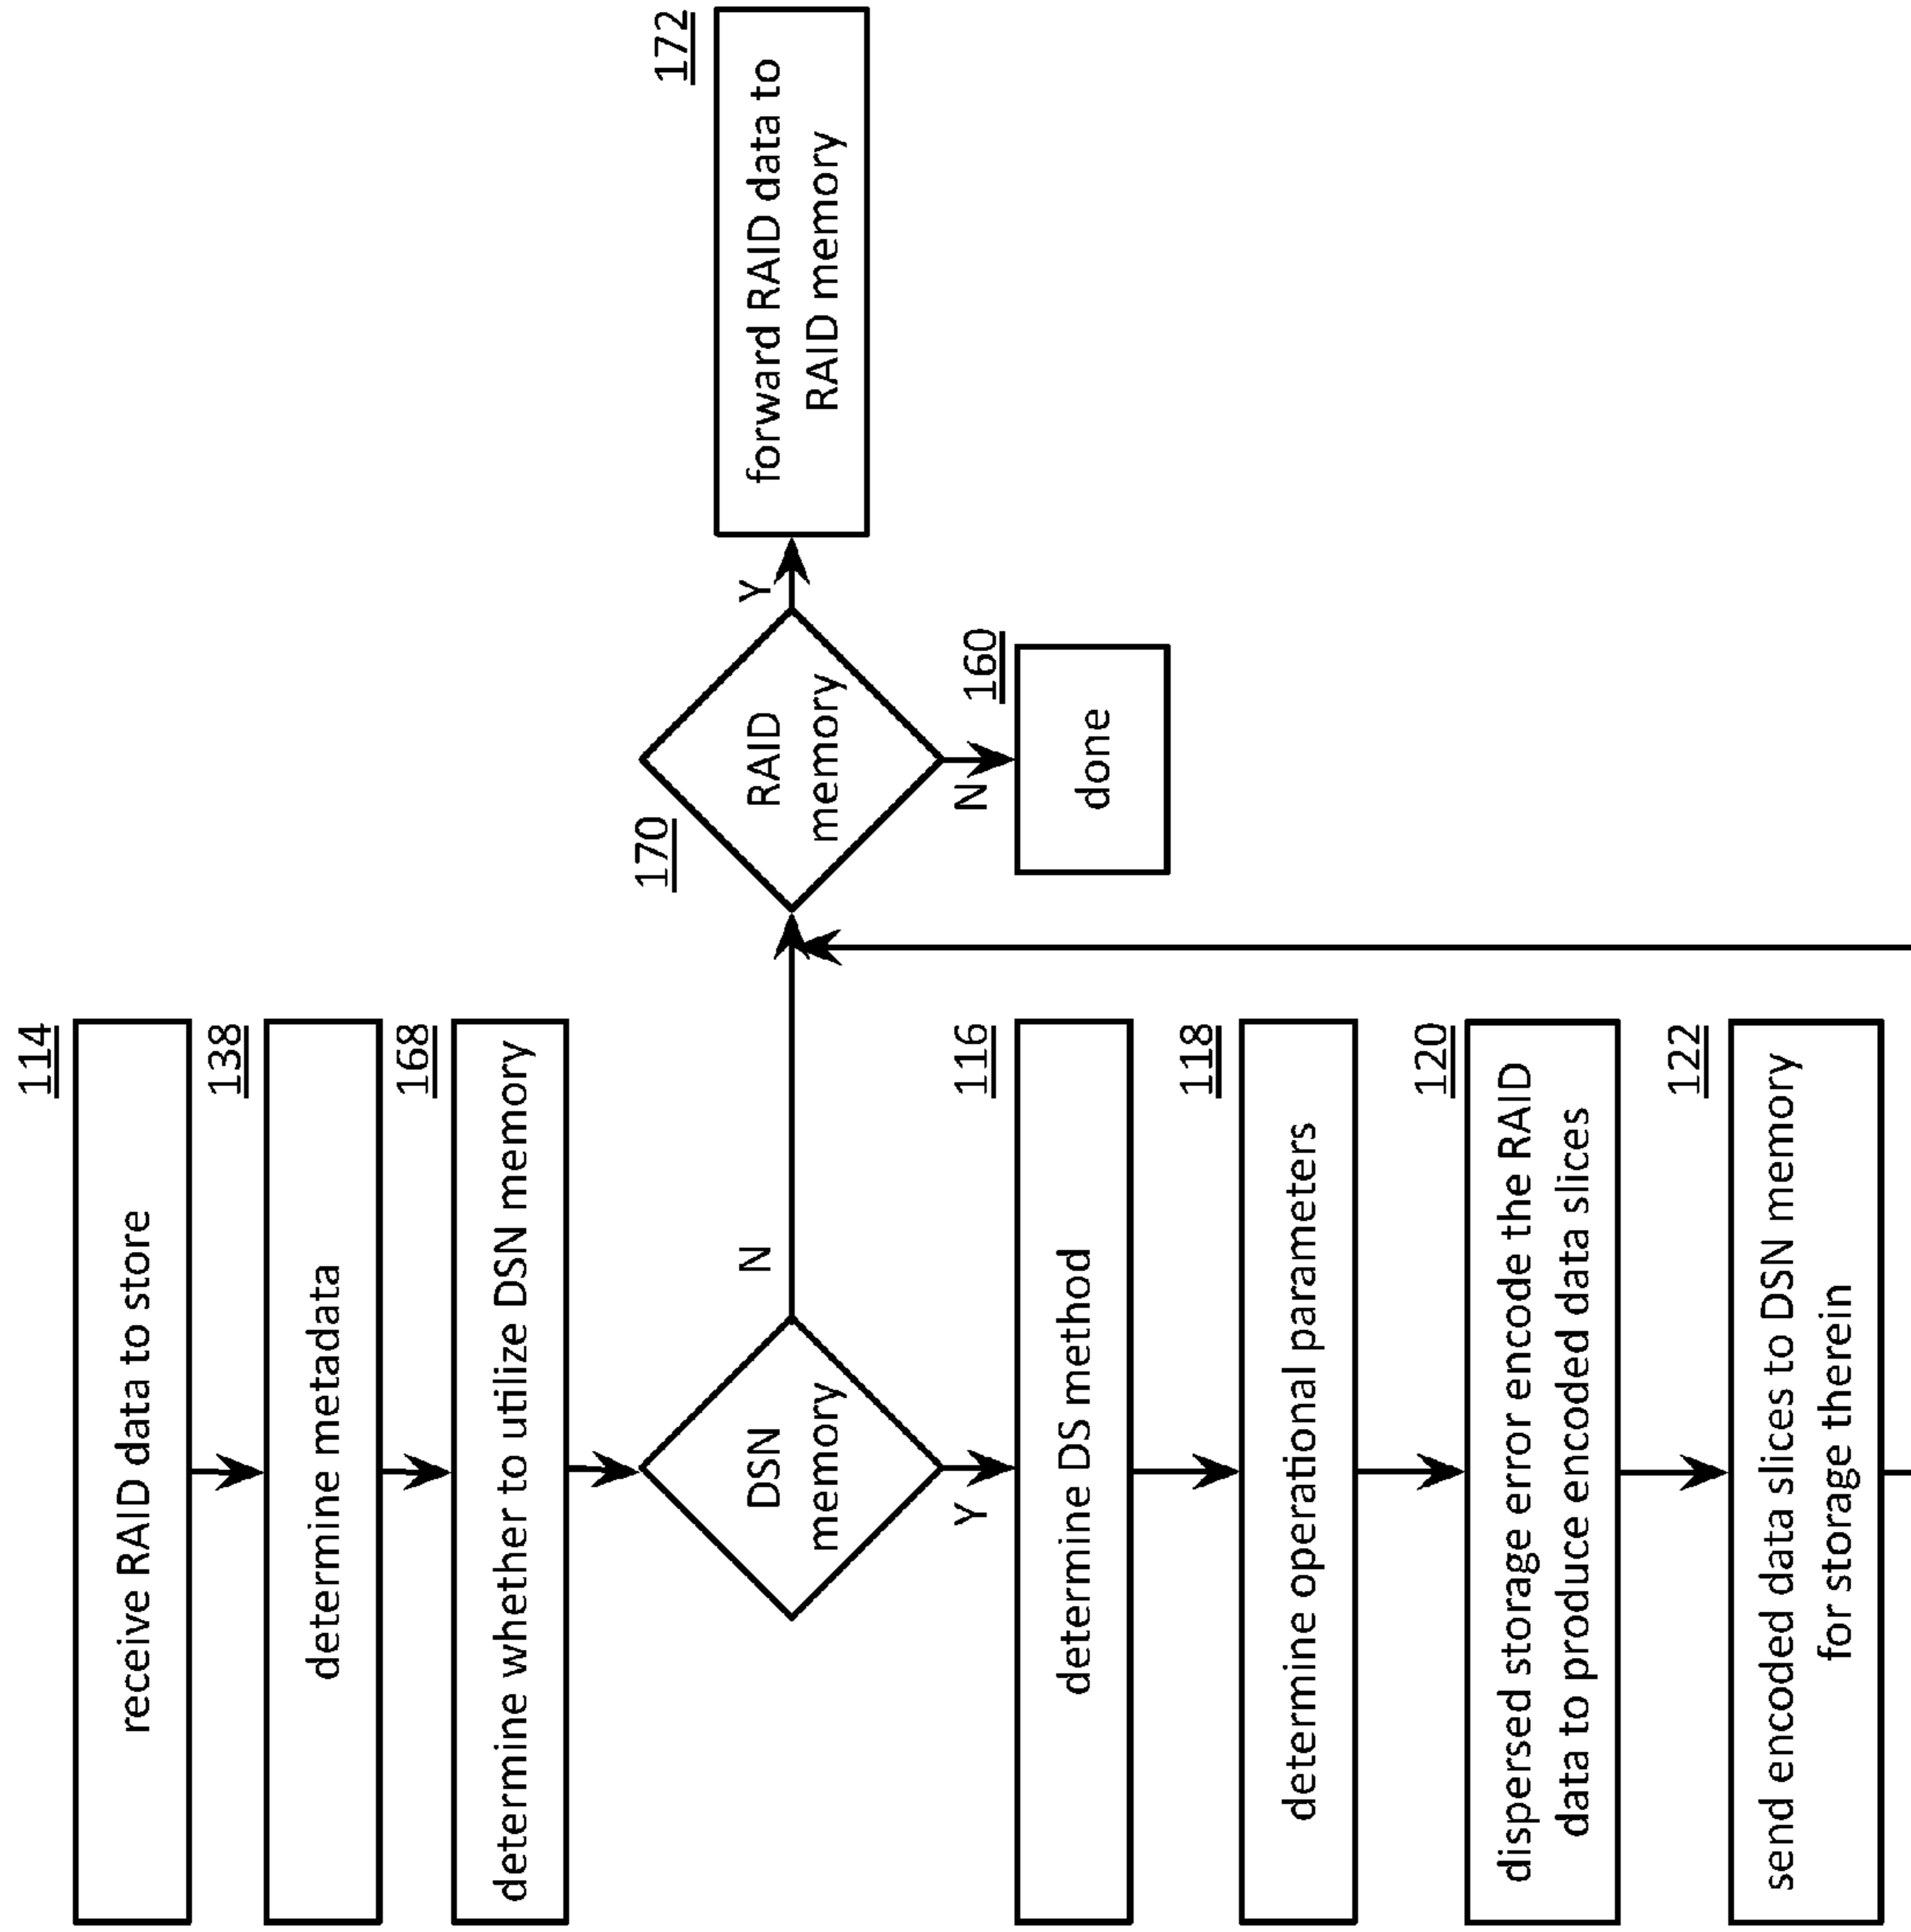 114
receive RAID data to store
138
determine metadata
168
determine whether to utilize DSN memory
DSN
memory
N
Y
116
determine DS method
118
determine operational parameters
120
dispersed storage error encode the RAID
data to produce encoded data slices
122
send encoded data slices to DSN memory
for storage therein
170
RAID
memory
Y
N
160
done
172
forward RAID data to
RAID memory